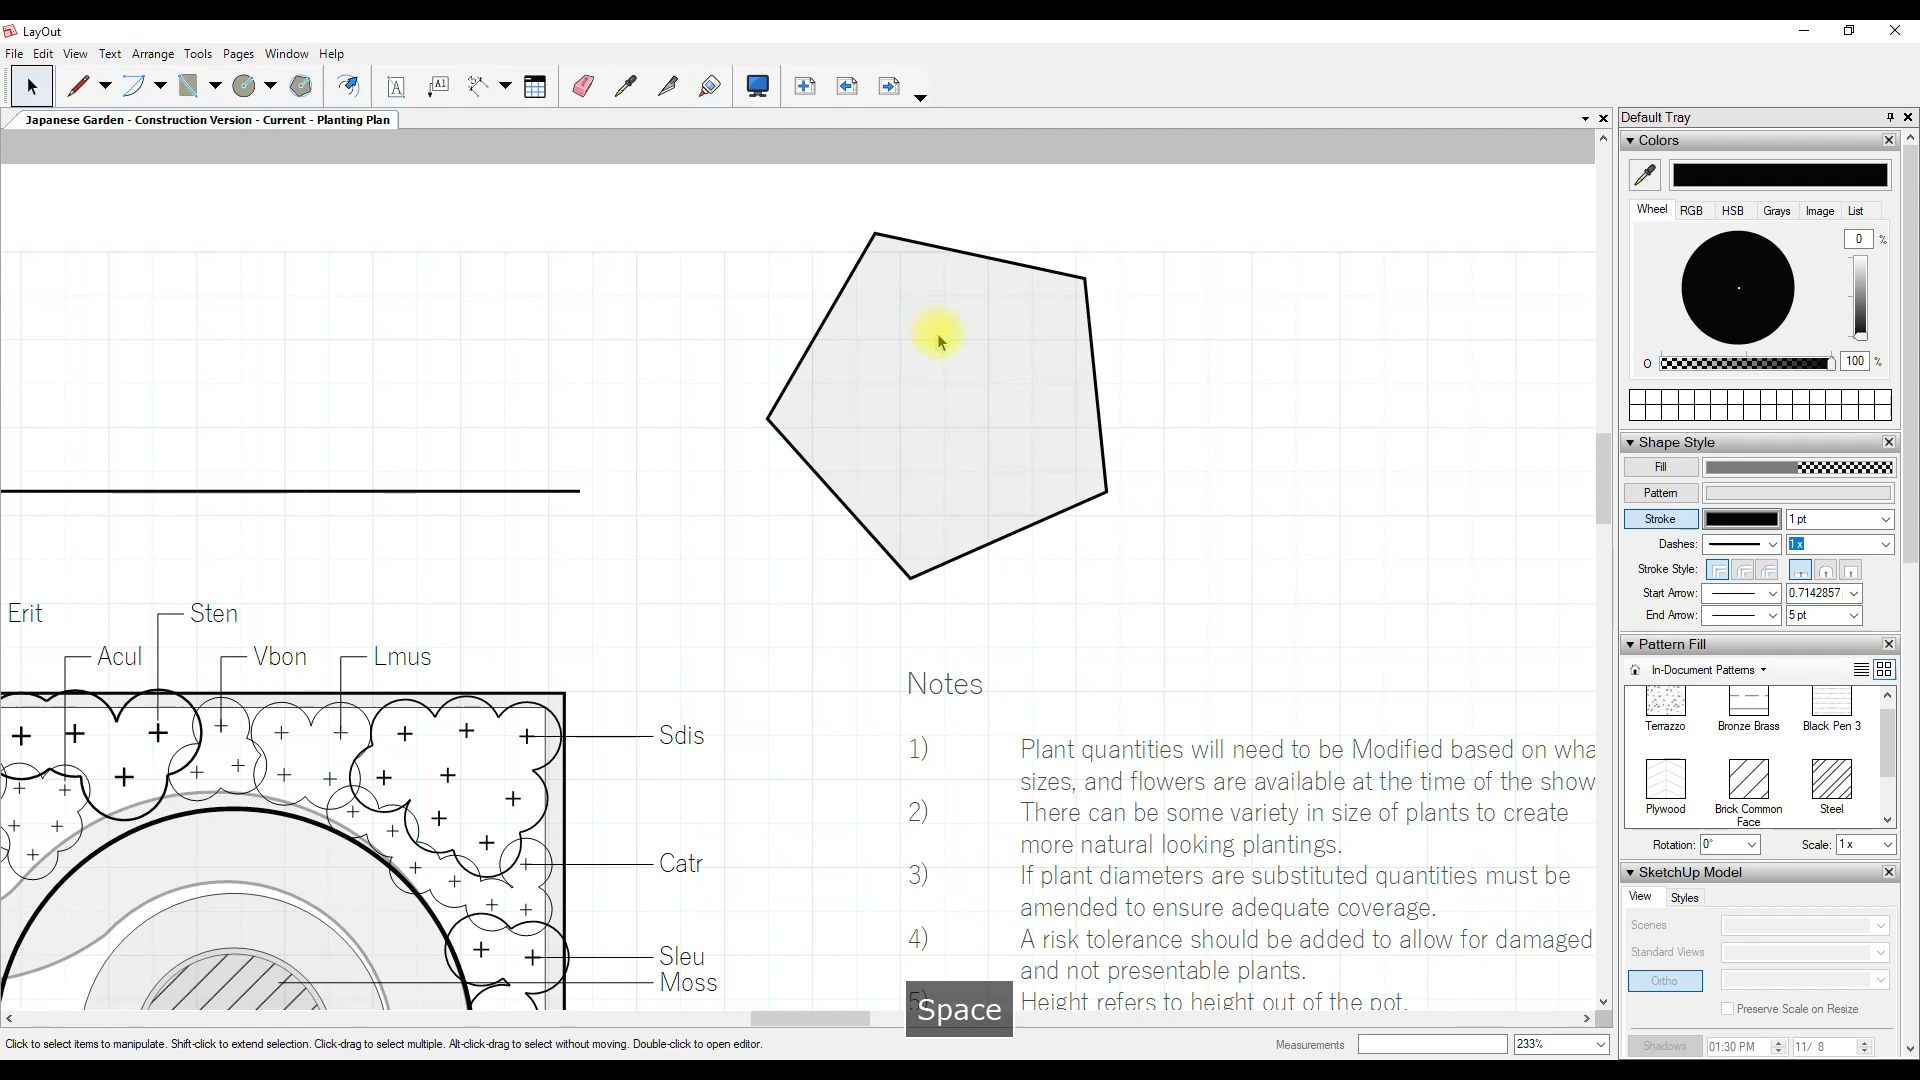 LayOut
File Edit View Text Arrange Tools Pages Window Help
Japanese Garden - Construction Version - Current - Planting Plan
Default Tray
Colors
Wheel RGB HSB Grays Image List
0 %
O 100 %
Shape Style
Fill
Pattern
Stroke 1 pt
Dashes: 1 x
Stroke Style:
Start Arrow: 0.7142857
End Arrow: 5 pt
Pattern Fill
In-Document Patterns
Terrazzo Bronze Brass Black Pen 3
Plywood Brick Common Face Steel
Rotation: 0° Scale: 1 x
SketchUp Model
View Styles
Scenes
Standard Views
Ortho
Preserve Scale on Resize
Shadows 01:30 PM 11/ 8
Erit Sten
Acul Vbon Lmus
Sdis
Catr
Sleu
Moss
Notes
1) Plant quantities will need to be Modified based on wha
sizes, and flowers are available at the time of the show
2) There can be some variety in size of plants to create
more natural looking plantings.
3) If plant diameters are substituted quantities must be
amended to ensure adequate coverage.
4) A risk tolerance should be added to allow for damaged
and not presentable plants.
5) Height refers to height out of the pot.
Space
Click to select items to manipulate. Shift-click to extend selection. Click-drag to select multiple. Alt-click-drag to select without moving. Double-click to open editor.
Measurements 233%